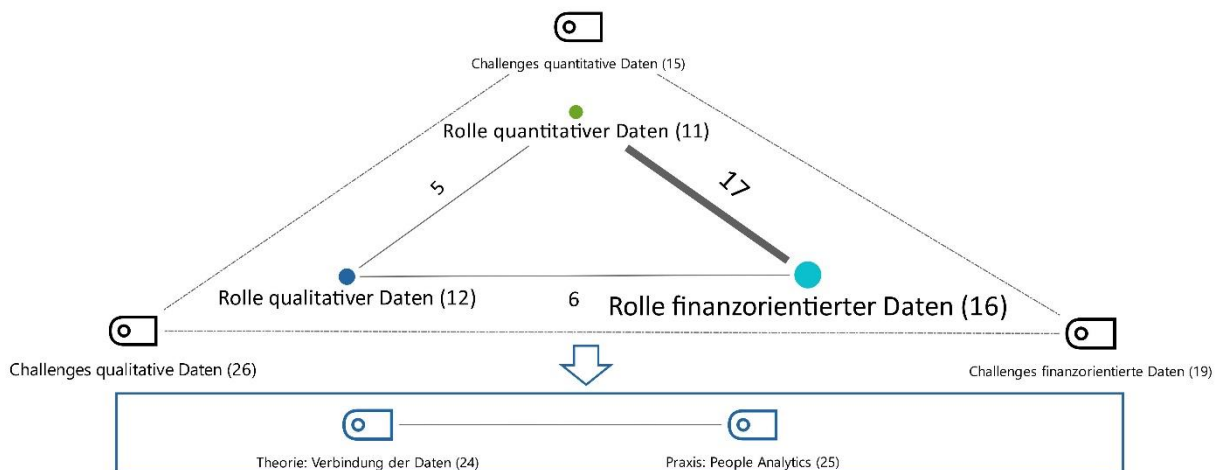 Challenges quantitative Daten (15)
Rolle quantitativer Daten (11)
5
17
Rolle qualitativer Daten (12)
6
Rolle finanzorientierter Daten (16)
Challenges qualitative Daten (26)
Challenges finanzorientierte Daten (19)
Theorie: Verbindung der Daten (24)
Praxis: People Analytics (25)